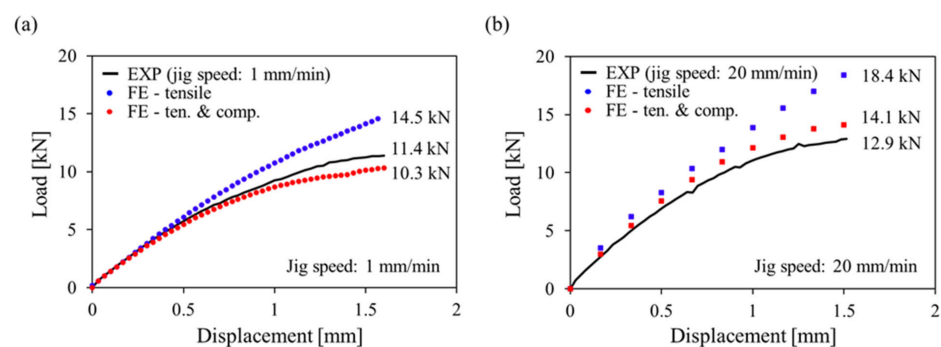 (a)
20
EXP (jig speed: 1 mm/min)
FE - tensile
15
FE - ten. & comp.
14.5 kN
11.4 kN
10
10.3 kN
Load [kN]
5
Jig speed: 1 mm/min
0
0 0.5 1 1.5 2
Displacement [mm]
(b)
20
EXP (jig speed: 20 mm/min)
18.4 kN
FE - tensile
15
FE - ten. & comp.
14.1 kN
12.9 kN
10
Load [kN]
5
Jig speed: 20 mm/min
0
0 0.5 1 1.5 2
Displacement [mm]